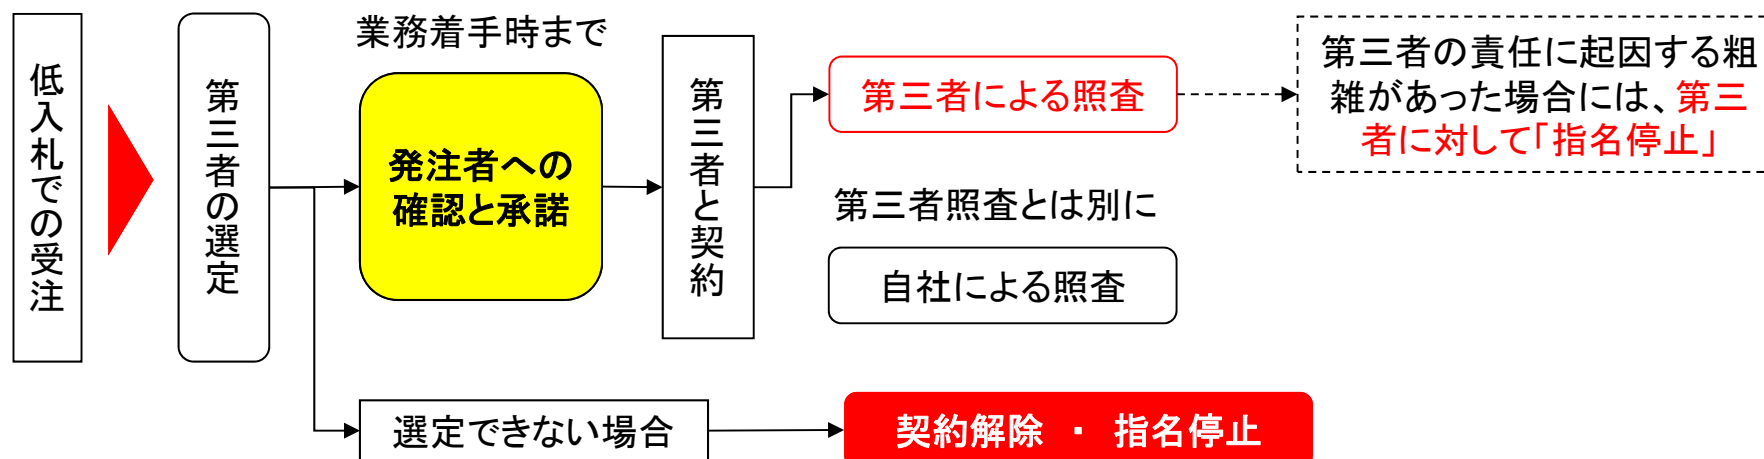 低入札での受注
第三者の選定
業務着手時まで
発注者への
確認と承諾
第三者と契約
第三者による照査
第三者照査とは別に
自社による照査
第三者の責任に起因する粗
雑があった場合には、第三
者に対して「指名停止」
選定できない場合
契約解除 ・ 指名停止